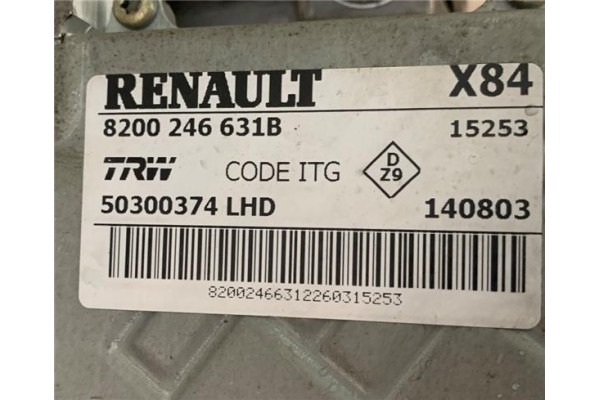 RENAULT X84
8200 246 631B 15253
TRW CODE ITG D Z9
50300374 LHD 140803
82002466312260315253